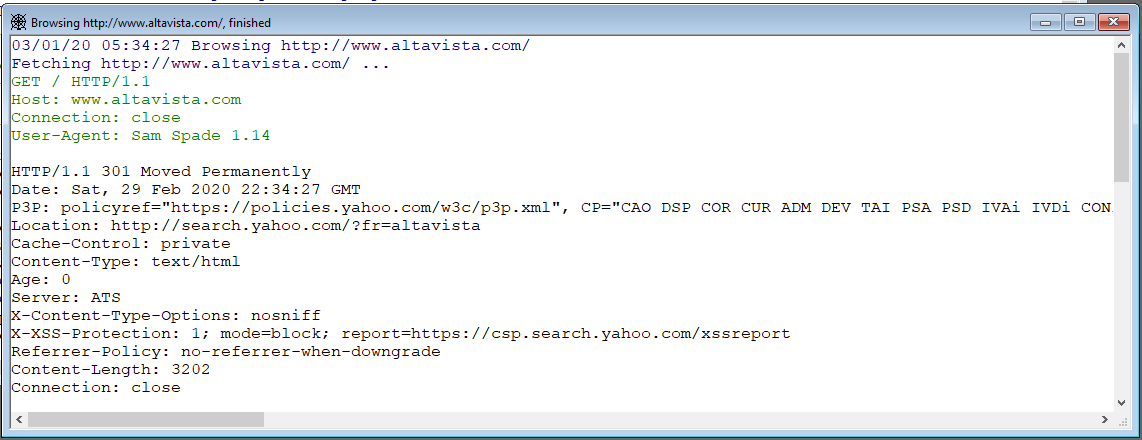 Browsing http://www.altavista.com/, finished
03/01/20 05:34:27 Browsing http://www.altavista.com/
Fetching http://www.altavista.com/ ...
GET / HTTP/1.1
Host: www.altavista.com
Connection: close
User-Agent: Sam Spade 1.14
HTTP/1.1 301 Moved Permanently
Date: Sat, 29 Feb 2020 22:34:27 GMT
P3P: policyref="https://policies.yahoo.com/w3c/p3p.xml", CP="CAO DSP COR CUR ADM DEV TAI PSA PSD IVAi IVDi CON
Location: http://search.yahoo.com/?fr=altavista
Cache-Control: private
Content-Type: text/html
Age: 0
Server: ATS
X-Content-Type-Options: nosniff
X-XSS-Protection: 1; mode=block; report=https://csp.search.yahoo.com/xssreport
Referrer-Policy: no-referrer-when-downgrade
Content-Length: 3202
Connection: close